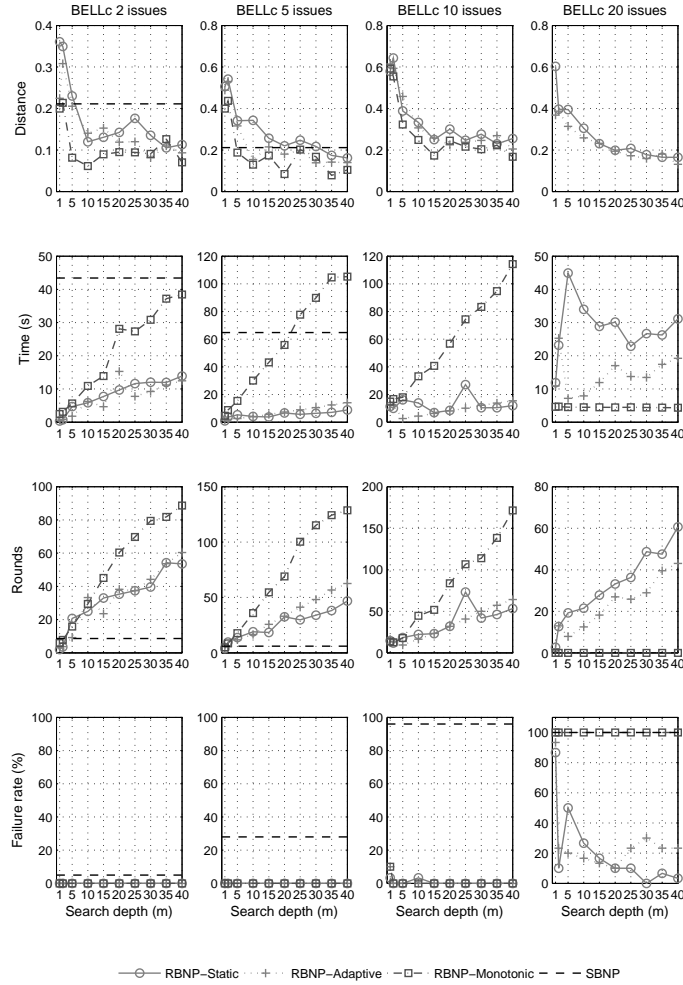 BELLc 2 issues BELLc 5 issues BELLc 10 issues BELLc 20 issues
Distance
0.4 0.3 0.2 0.1 0
1 5 10 15 20 25 30 35 40
0.8 0.6 0.4 0.2 0
1 5 10 15 20 25 30 35 40
0.8 0.6 0.4 0.2 0
1 5 10 15 20 25 30 35 40
0.8 0.6 0.4 0.2 0
1 5 10 15 20 25 30 35 40
Time (s)
50 40 30 20 10 0
1 5 10 15 20 25 30 35 40
120 100 80 60 40 20 0
1 5 10 15 20 25 30 35 40
120 100 80 60 40 20 0
1 5 10 15 20 25 30 35 40
50 40 30 20 10 0
1 5 10 15 20 25 30 35 40
Rounds
100 80 60 40 20 0
1 5 10 15 20 25 30 35 40
150 100 50 0
1 5 10 15 20 25 30 35 40
200 150 100 50 0
1 5 10 15 20 25 30 35 40
80 60 40 20 0
1 5 10 15 20 25 30 35 40
Failure rate (%)
100 80 60 40 20 0
1 5 10 15 20 25 30 35 40
100 80 60 40 20 0
1 5 10 15 20 25 30 35 40
100 80 60 40 20 0
1 5 10 15 20 25 30 35 40
100 80 60 40 20 0
1 5 10 15 20 25 30 35 40
Search depth (m) Search depth (m) Search depth (m) Search depth (m)
RBNP−Static RBNP−Adaptive RBNP−Monotonic SBNP